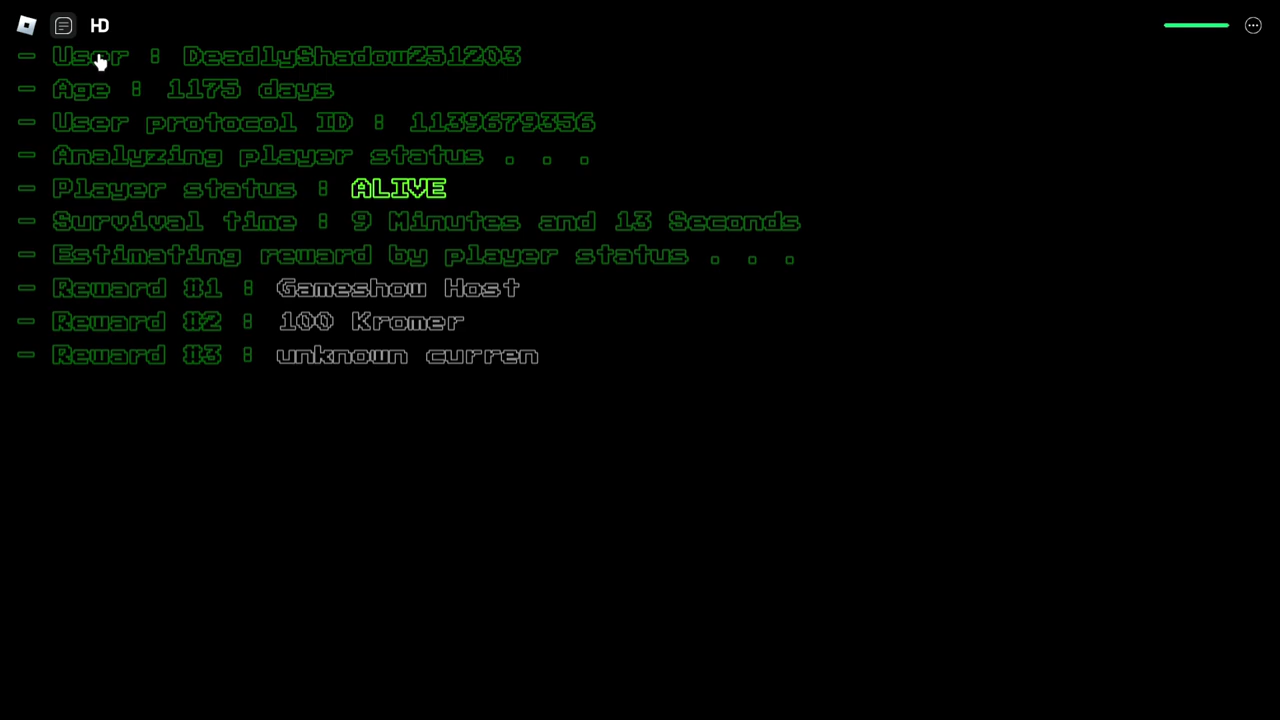 HD
- User : DeadlyShadow251203
- Age : 1175 days
- User protocol ID : 1139679356
- Analyzing player status . . .
- Player status : ALIVE
- Survival time : 9 Minutes and 13 Seconds
- Estimating reward by player status . . .
- Reward #1 : Gameshow Host
- Reward #2 : 100 Kromer
- Reward #3 : unknown curren